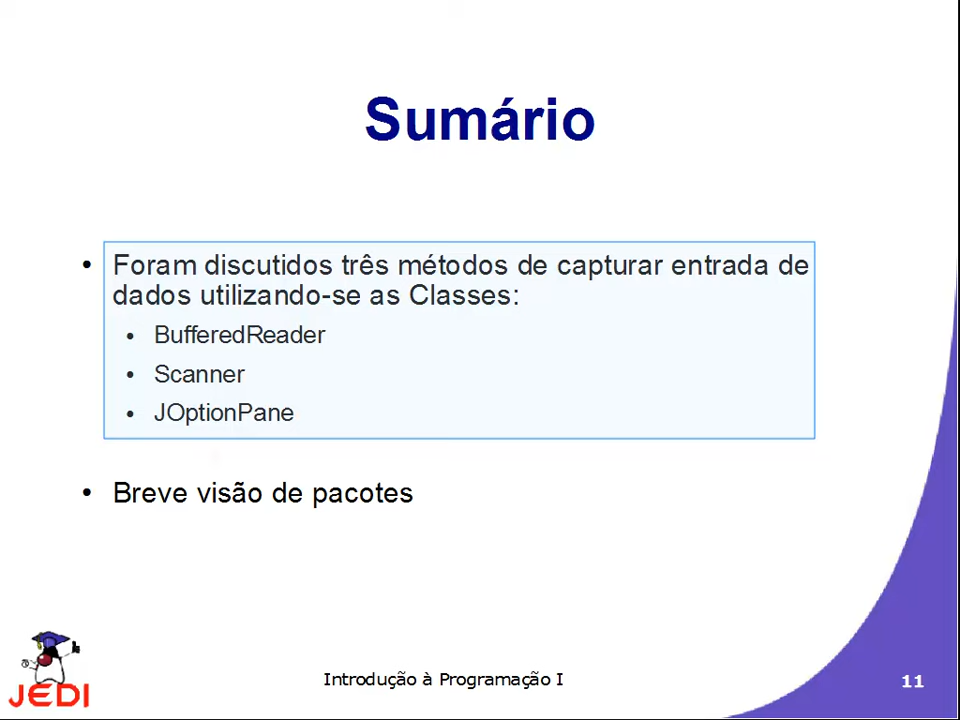 Sumário
• Foram discutidos três métodos de capturar entrada de
dados utilizando-se as Classes:
• BufferedReader
• Scanner
• JOptionPane
• Breve visão de pacotes
JEDI
Introdução à Programação I
11